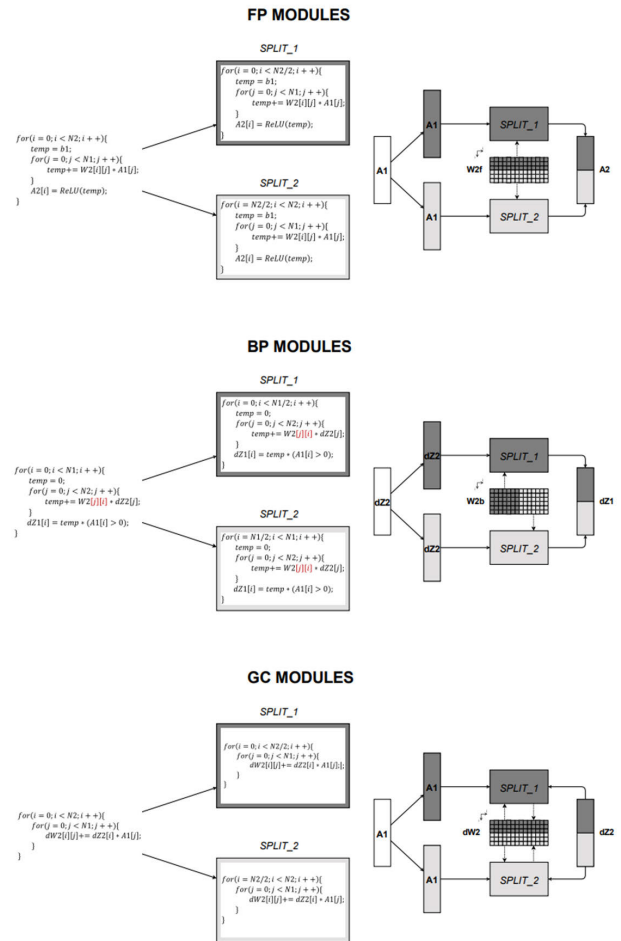 FP MODULES
SPLIT_1
for(i = 0; i < N2/2; i + +){
temp = b1;
for(j = 0; j < N1; j + +){
temp+= W2[i][j] * A1[j];
}
A2[i] = ReLU(temp);
}
for(i = 0; i < N2; i + +){
temp = b1;
for(j = 0; j < N1; j + +){
temp+= W2[i][j] * A1[j];
}
A2[i] = ReLU(temp);
}
SPLIT_2
for(i = N2/2; i < N2; i + +){
temp = b1;
for(j = 0; j < N1; j + +){
temp+= W2[i][j] * A1[j];
}
A2[i] = ReLU(temp);
}
A1
A1
A1
SPLIT_1
W2f
SPLIT_2
A2
BP MODULES
SPLIT_1
for(i = 0; i < N1/2; i + +){
temp = 0;
for(j = 0; j < N2; j + +){
temp+= W2[j][i] * dZ2[j];
}
dZ1[i] = temp * (A1[i] > 0);
}
for(i = 0; i < N1; i + +){
temp = 0;
for(j = 0; j < N2; j + +){
temp+= W2[j][i] * dZ2[j];
}
dZ1[i] = temp * (A1[i] > 0);
}
SPLIT_2
for(i = N1/2; i < N1; i + +){
temp = 0;
for(j = 0; j < N2; j + +){
temp+= W2[j][i] * dZ2[j];
}
dZ1[i] = temp * (A1[i] > 0);
}
dZ2
dZ2
dZ2
SPLIT_1
W2b
SPLIT_2
dZ1
GC MODULES
SPLIT_1
for(i = 0; i < N2/2; i + +){
for(j = 0; j < N1; j + +){
dW2[i][j]+= dZ2[i] * A1[j];];
}
}
for(i = 0; i < N2; i + +){
for(j = 0; j < N1; j + +){
dW2[i][j]+= dZ2[i] * A1[j];
}
}
SPLIT_2
for(i = N2/2; i < N2; i + +){
for(j = 0; j < N1; j + +){
dW2[i][j]+= dZ2[i] * A1[j];
}
}
A1
A1
A1
SPLIT_1
dW2
SPLIT_2
dZ2